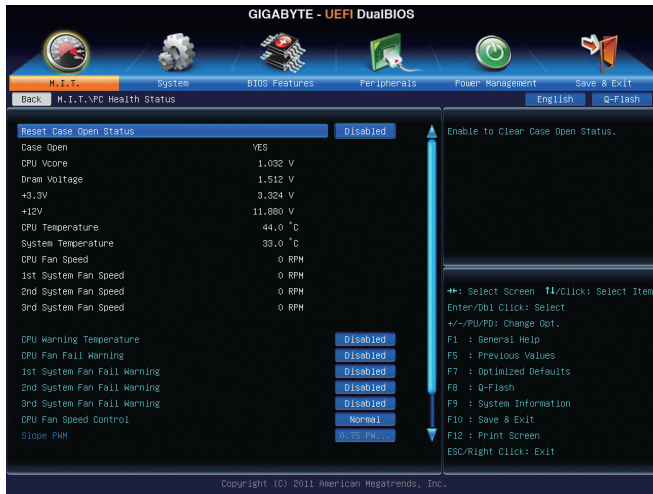 GIGABYTE - UEFI DualBIOS
M.I.T. System BIOS Features Peripherals Power Management Save & Exit
Back M.I.T.\PC Health Status English Q-Flash
Reset Case Open Status Disabled Enable to Clear Case Open Status.
Case Open YES
CPU Vcore 1.032 V
Dram Voltage 1.512 V
+3.3V 3.324 V
+12V 11.880 V
CPU Temperature 44.0 °C
System Temperature 33.0 °C
CPU Fan Speed 0 RPM
1st System Fan Speed 0 RPM
2nd System Fan Speed 0 RPM
3rd System Fan Speed 0 RPM
CPU Warning Temperature Disabled
CPU Fan Fail Warning Disabled
1st System Fan Fail Warning Disabled
2nd System Fan Fail Warning Disabled
3rd System Fan Fail Warning Disabled
CPU Fan Speed Control Normal
Slope PWM 0.75 PW...
→←: Select Screen ↑↓/Click: Select Item
Enter/Dbl Click: Select
+/-/PU/PD: Change Opt.
F1 : General Help
F5 : Previous Values
F7 : Optimized Defaults
F8 : Q-Flash
F9 : System Information
F10 : Save & Exit
F12 : Print Screen
ESC/Right Click: Exit
Copyright (C) 2011 American Megatrends, Inc.